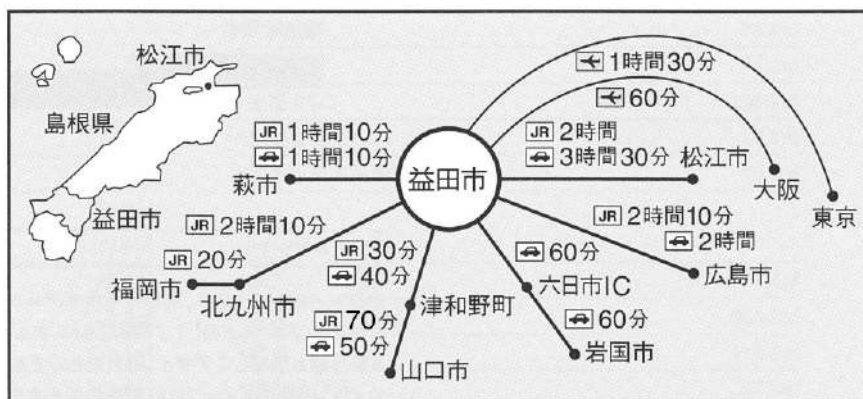 松江市
島根県
益田市
益田市
1時間30分
60分
大阪
東京
JR 1時間10分
1時間10分
萩市
JR 2時間
3時間30分
松江市
JR 2時間10分
2時間
広島市
JR 2時間10分
北九州市
JR 20分
福岡市
JR 30分
40分
津和野町
JR 70分
50分
山口市
60分
六日市IC
60分
岩国市